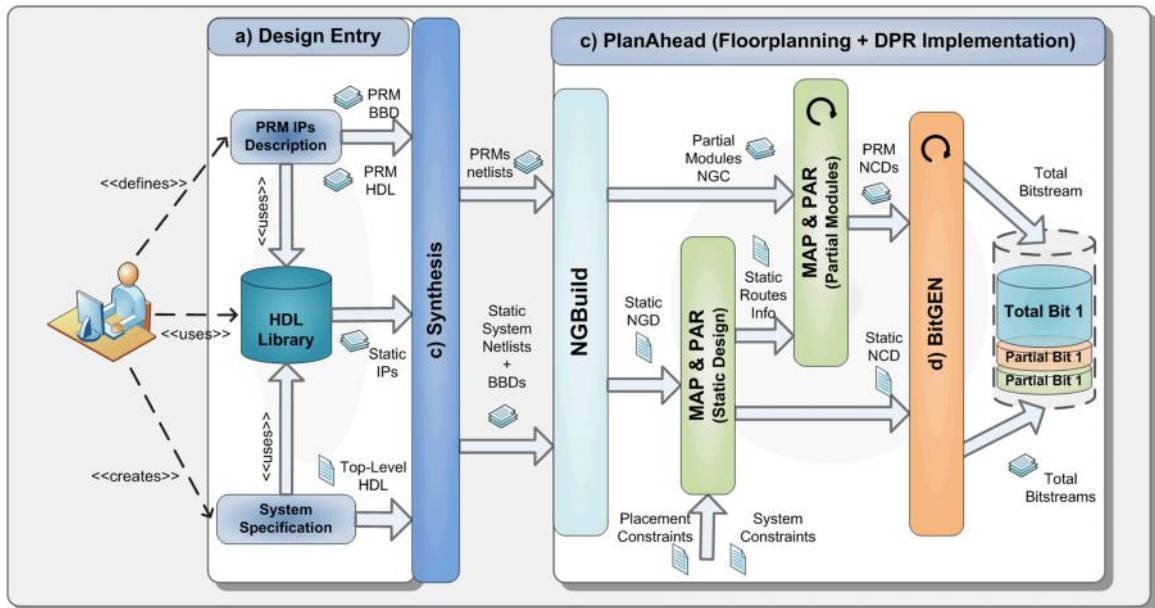 a) Design Entry
c) PlanAhead (Floorplanning + DPR Implementation)
PRM
BBD
PRM IPs
Description
PRM
HDL
<<defines>>
<<uses>>
<<uses>>
HDL
Library
Static
IPs
<<uses>>
<<creates>>
Top-Level
HDL
System
Specification
c) Synthesis
PRMs
netlists
Static
System
Netlists
+
BBDs
NGBuild
Partial
Modules
NGC
Static
NGD
MAP & PAR
(Static Design)
Placement
Constraints
System
Constraints
Static
Routes
Info
MAP & PAR
(Partial Modules)
PRM
NCDs
Static
NCD
d) BitGEN
Total
Bitstream
Total Bit 1
Partial Bit 1
Partial Bit 1
Total
Bitstreams